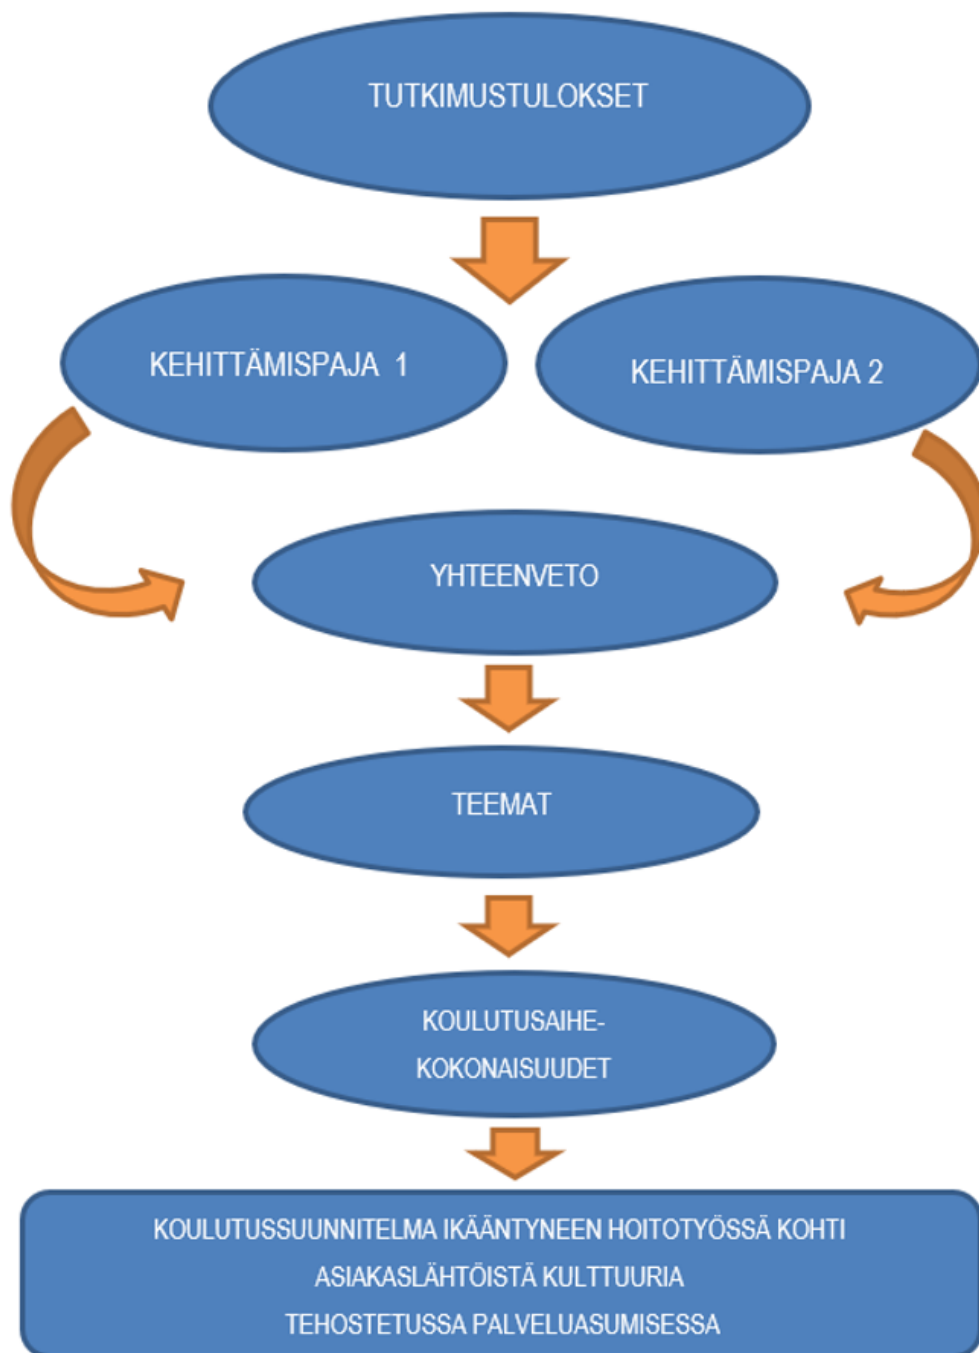 TUTKIMUSTULOKSET
KEHITTÄMISPAJA 1
KEHITTÄMISPAJA 2
YHTEENVETO
TEEMAT
KOULUTUSAIHE-
KOKONAISUUDET
KOULUTUSSUUNNITELMA IKÄÄNTYNEEN HOITOTYÖSSÄ KOHTI
ASIAKASLÄHTÖISTÄ KULTTUURIA
TEHOSTETUSSA PALVELUASUMISESSA